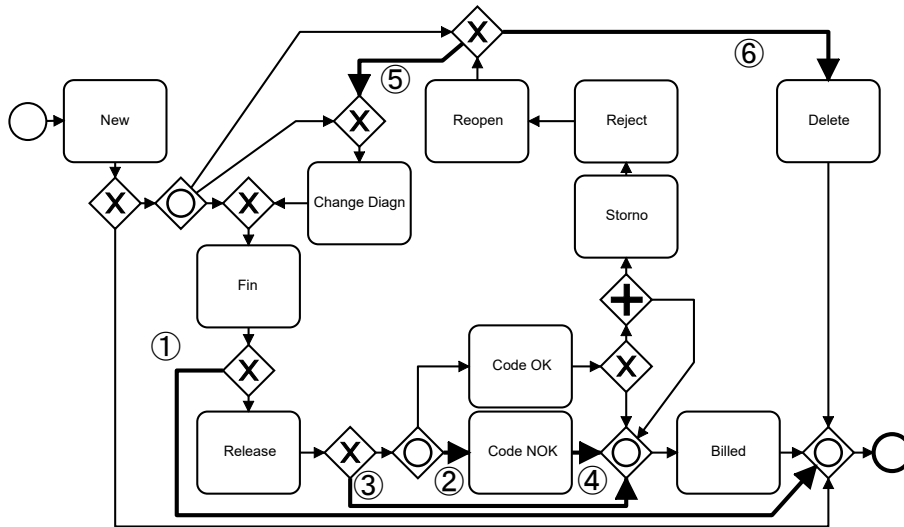 ⑥
⑤
New
Reopen
Reject
Delete
Change Diagn
Storno
Fin
①
Code OK
Release
③
②
Code NOK
④
Billed